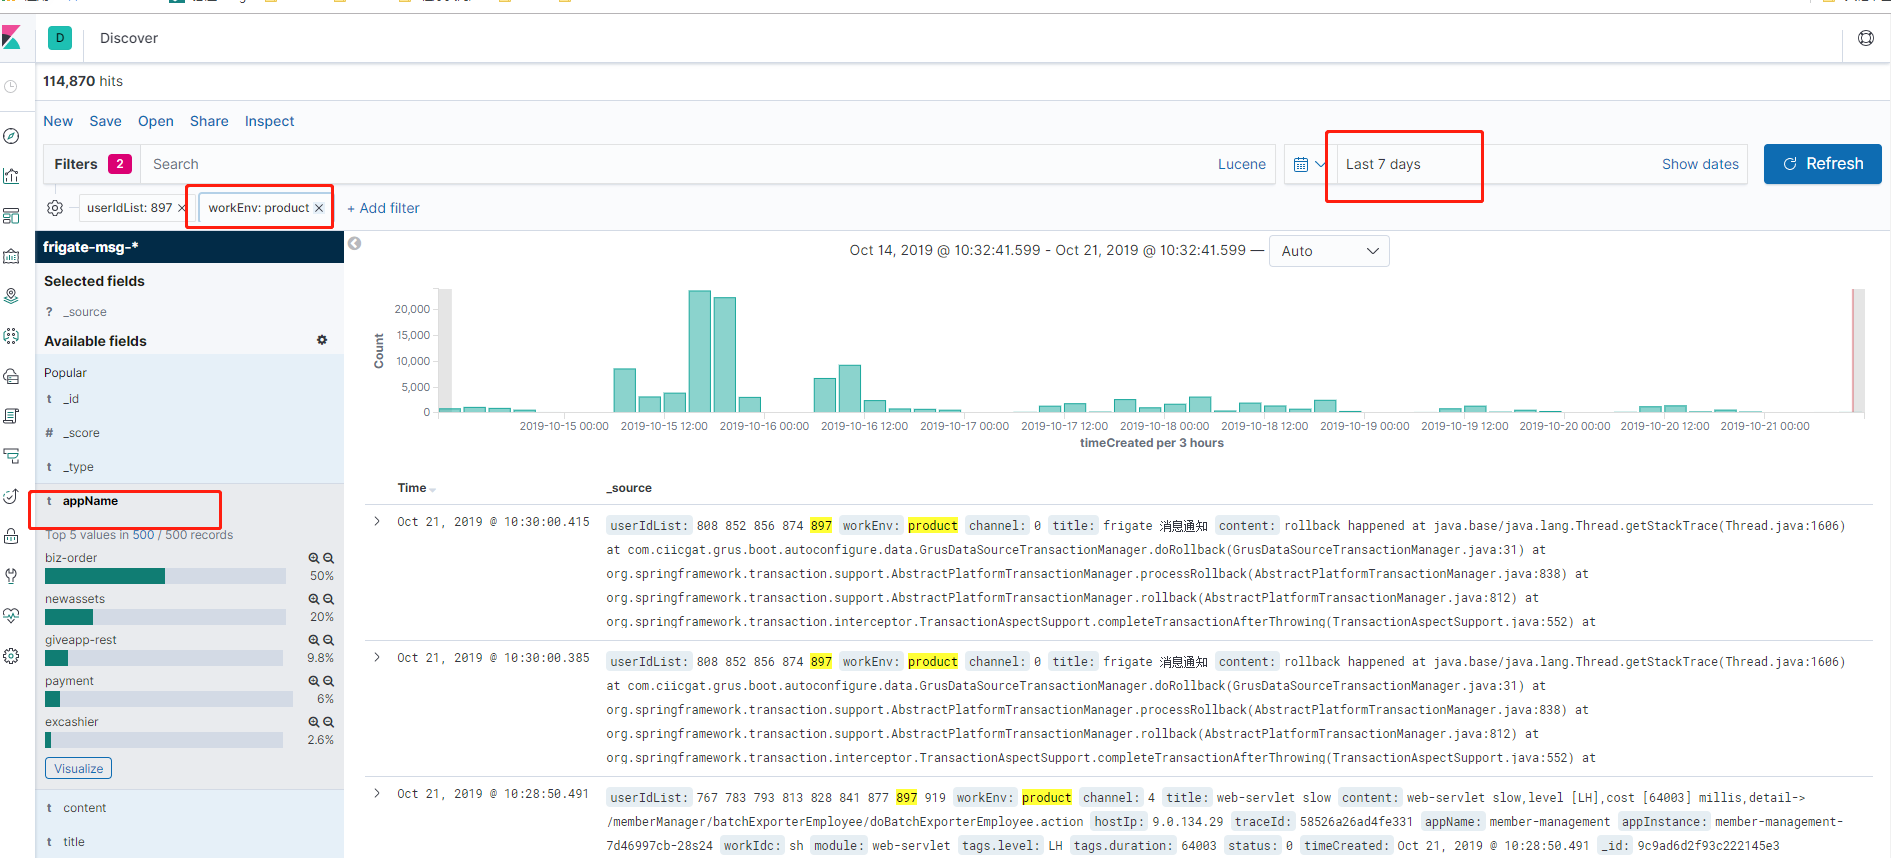 D Discover
114,870 hits
New Save Open Share Inspect
Filters 2 Search Lucene Last 7 days Show dates Refresh
userIdList: 897 × workEnv: product × + Add filter
frigate-msg-*
Selected fields
? _source
Available fields
Popular
t _id
# _score
t _type
t appName
Top 5 values in 500 / 500 records
biz-order
50%
newassets
20%
giveapp-rest
9.8%
payment
6%
excashier
2.6%
Visualize
t content
t title
Oct 14, 2019 @ 10:32:41.599 - Oct 21, 2019 @ 10:32:41.599 — Auto
Count
20,000
15,000
10,000
5,000
0
2019-10-15 00:00 2019-10-15 12:00 2019-10-16 00:00 2019-10-16 12:00 2019-10-17 00:00 2019-10-17 12:00 2019-10-18 00:00 2019-10-18 12:00 2019-10-19 00:00 2019-10-19 12:00 2019-10-20 00:00 2019-10-20 12:00 2019-10-21 00:00
timeCreated per 3 hours
Time _source
Oct 21, 2019 @ 10:30:00.415 userIdList: 808 852 856 874 897 workEnv: product channel: 0 title: frigate 消息通知 content: rollback happened at java.base/java.lang.Thread.getStackTrace(Thread.java:1606)
at com.ciicgat.grus.boot.autoconfigure.data.GrusDataSourceTransactionManager.doRollback(GrusDataSourceTransactionManager.java:31) at
org.springframework.transaction.support.AbstractPlatformTransactionManager.processRollback(AbstractPlatformTransactionManager.java:838) at
org.springframework.transaction.support.AbstractPlatformTransactionManager.rollback(AbstractPlatformTransactionManager.java:812) at
org.springframework.transaction.interceptor.TransactionAspectSupport.completeTransactionAfterThrowing(TransactionAspectSupport.java:552) at
Oct 21, 2019 @ 10:30:00.385 userIdList: 808 852 856 874 897 workEnv: product channel: 0 title: frigate 消息通知 content: rollback happened at java.base/java.lang.Thread.getStackTrace(Thread.java:1606)
at com.ciicgat.grus.boot.autoconfigure.data.GrusDataSourceTransactionManager.doRollback(GrusDataSourceTransactionManager.java:31) at
org.springframework.transaction.support.AbstractPlatformTransactionManager.processRollback(AbstractPlatformTransactionManager.java:838) at
org.springframework.transaction.support.AbstractPlatformTransactionManager.rollback(AbstractPlatformTransactionManager.java:812) at
org.springframework.transaction.interceptor.TransactionAspectSupport.completeTransactionAfterThrowing(TransactionAspectSupport.java:552) at
Oct 21, 2019 @ 10:28:50.491 userIdList: 767 783 793 813 828 841 877 897 919 workEnv: product channel: 4 title: web-servlet slow content: web-servlet slow,level [LH],cost [64003] millis,detail->
/memberManager/batchExporterEmployee/doBatchExporterEmployee.action hostIp: 9.0.134.29 traceId: 58526a26ad4fe331 appName: member-management appInstance: member-management-
7d46997cb-28s24 workIdc: sh module: web-servlet tags.level: LH tags.duration: 64003 status: 0 timeCreated: Oct 21, 2019 @ 10:28:50.491 _id: 9c9ad6d2f93c222145e3